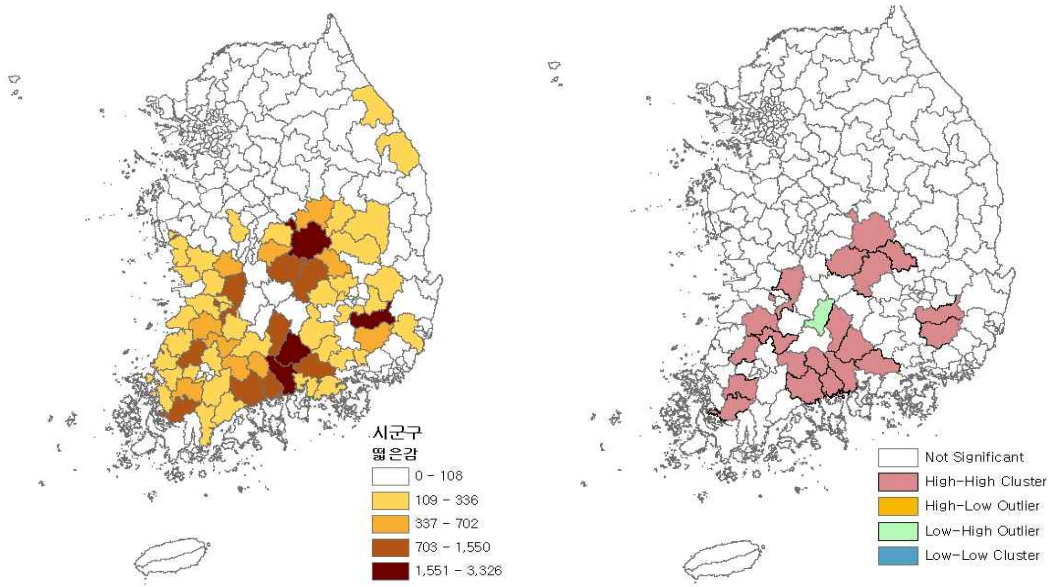 시군구
떫은감
0 - 108
109 - 336
337 - 702
703 - 1,550
1,551 - 3,326
Not Significant
High-High Cluster
High-Low Outlier
Low-High Outlier
Low-Low Cluster